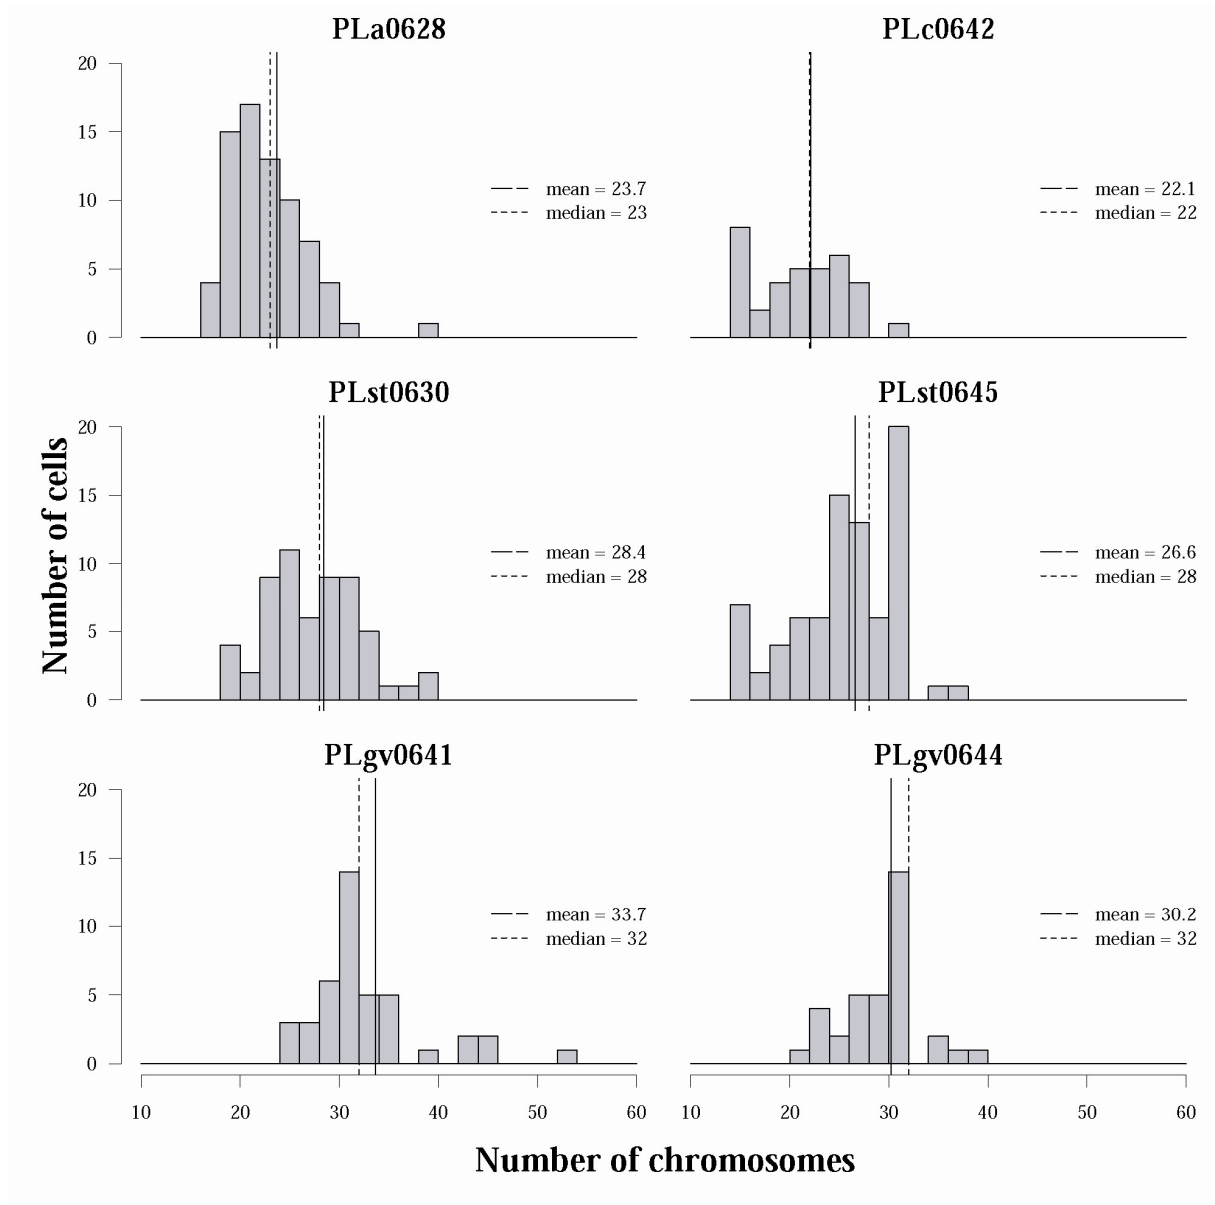 PLa0628
PLc0642
20
15
10
5
0
mean = 23.7
median = 23
mean = 22.1
median = 22
PLst0630
PLst0645
20
15
10
5
0
mean = 28.4
median = 28
mean = 26.6
median = 28
Number of cells
PLgv0641
PLgv0644
20
15
10
5
0
mean = 33.7
median = 32
mean = 30.2
median = 32
10 20 30 40 50 60
10 20 30 40 50 60
Number of chromosomes